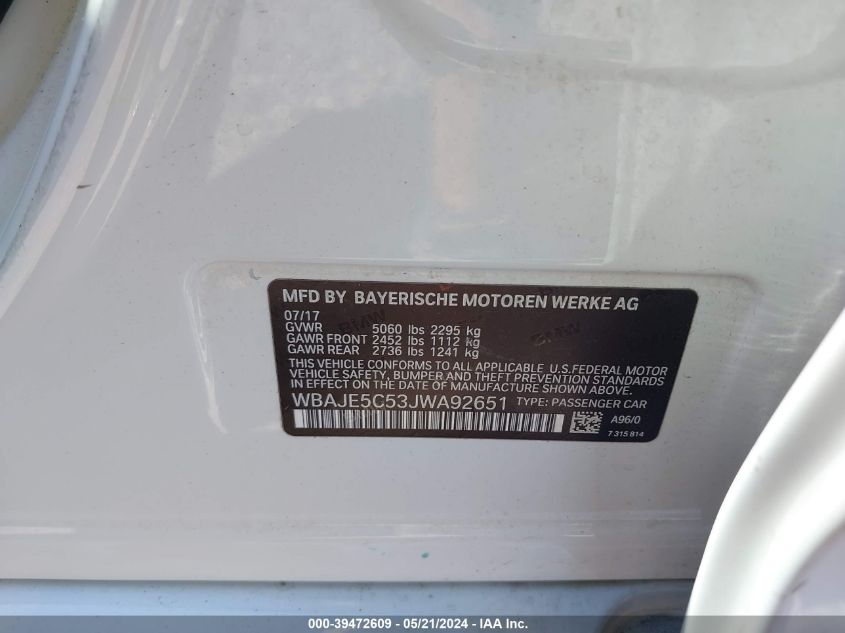 MFD BY BAYERISCHE MOTOREN WERKE AG
07/17
GVWR 5060 lbs 2295 kg
GAWR FRONT 2452 lbs 1112 kg
GAWR REAR 2736 lbs 1241 kg
THIS VEHICLE CONFORMS TO ALL APPLICABLE U.S.FEDERAL MOTOR
VEHICLE SAFETY, BUMPER AND THEFT PREVENTION STANDARDS
IN EFFECT ON THE DATE OF MANUFACTURE SHOWN ABOVE.
WBAJE5C53JWA92651 TYPE: PASSENGER CAR
A96/0
7 315 814
000-39472609 - 05/21/2024 - IAA Inc.